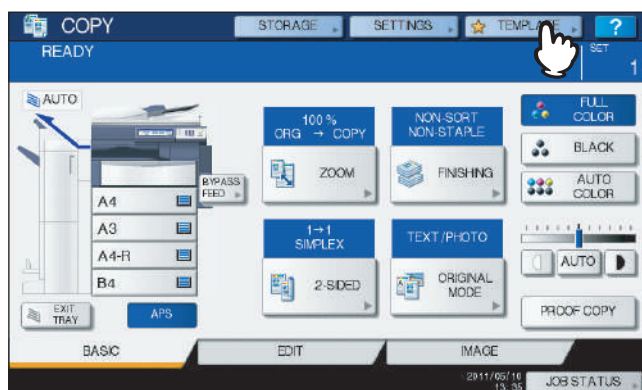 COPY
STORAGE
SETTINGS
TEMPLATE
?
READY
SET
1
AUTO
100 %
ORG → COPY
ZOOM
NON-SORT
NON-STAPLE
FINISHING
FULL
COLOR
BLACK
AUTO
COLOR
BYPASS
FEED
A4
A3
A4-R
B4
1→1
SIMPLEX
2-SIDED
TEXT/PHOTO
ORIGINAL
MODE
AUTO
EXIT
TRAY
APS
PROOF COPY
BASIC
EDIT
IMAGE
2011/05/10
13:35
JOB STATUS